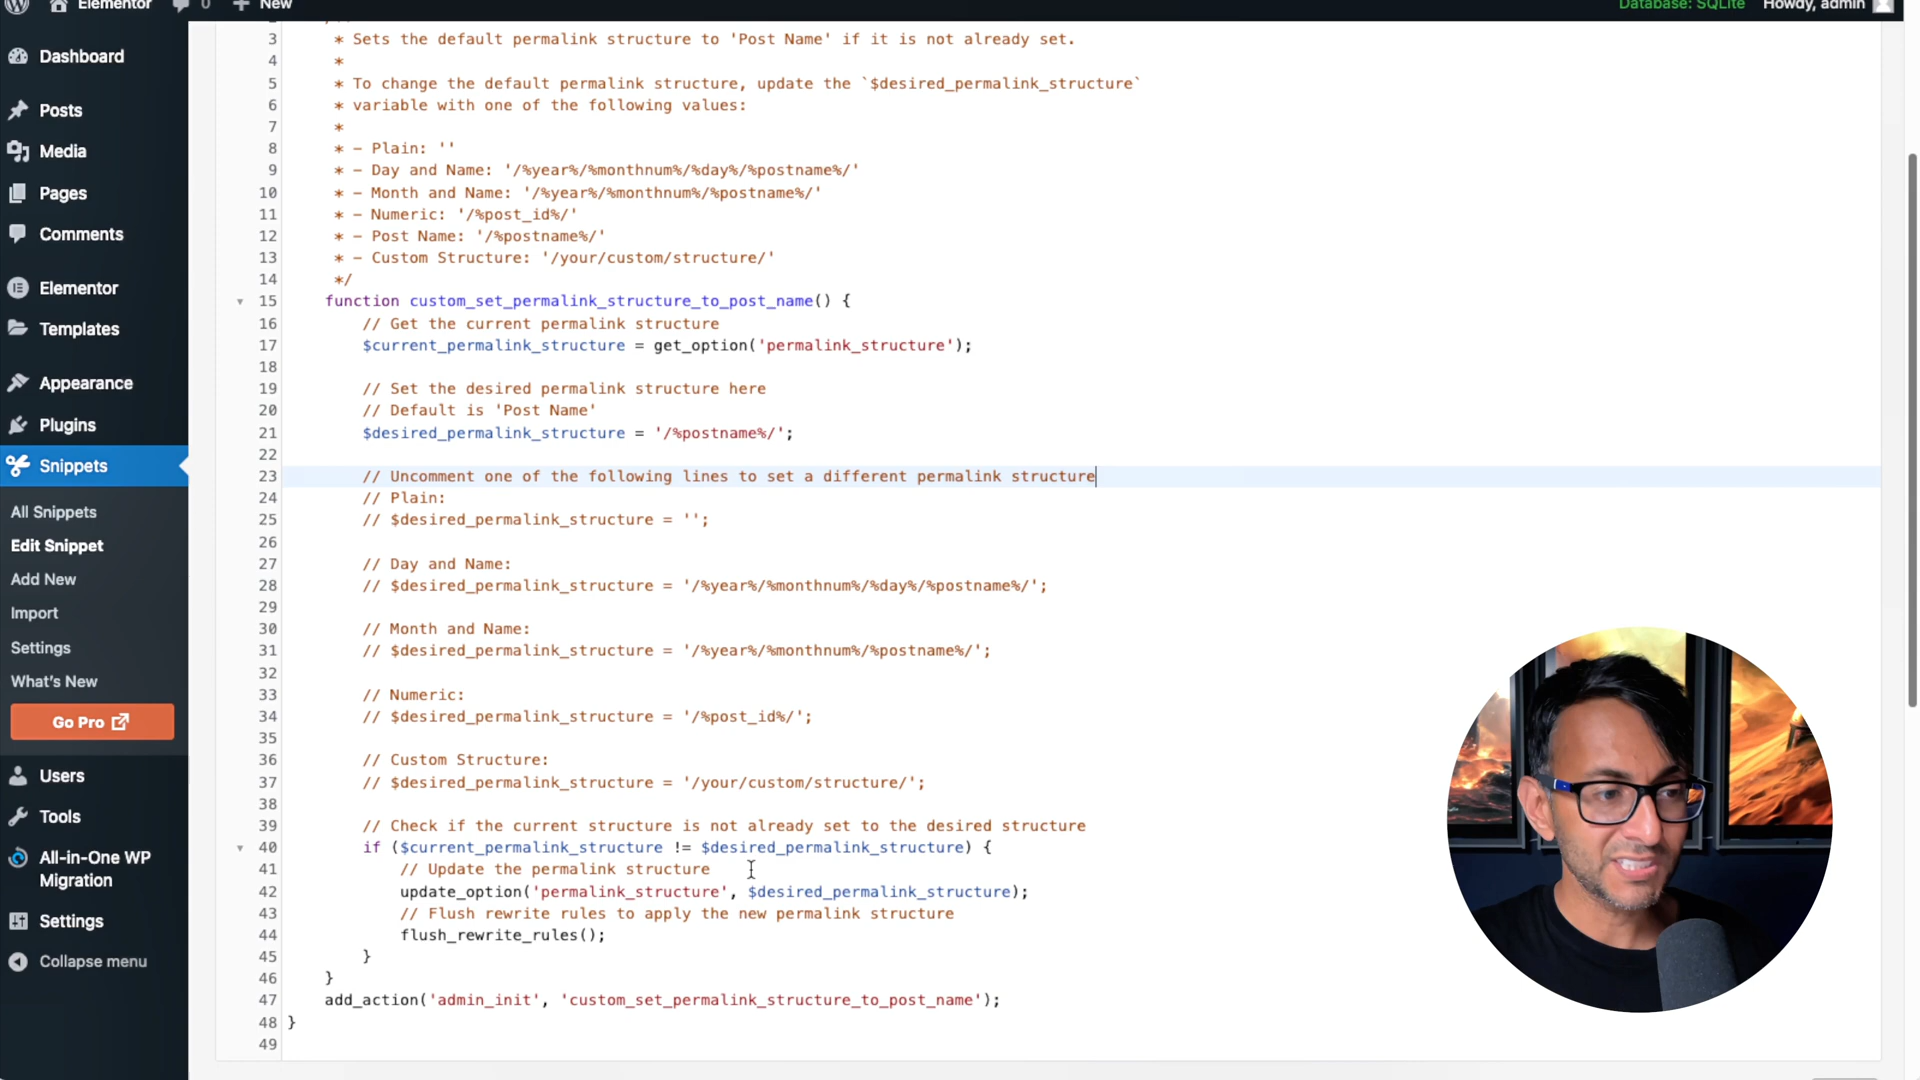 Elementor
0
New
Database: SQLite
Howdy, admin
Dashboard
Posts
Media
Pages
Comments
Elementor
Templates
Appearance
Plugins
Snippets
All Snippets
Edit Snippet
Add New
Import
Settings
What's New
Go Pro
Users
Tools
All-in-One WP
Migration
Settings
Collapse menu
3 * Sets the default permalink structure to 'Post Name' if it is not already set.
4 *
5 * To change the default permalink structure, update the `$desired_permalink_structure`
6 * variable with one of the following values:
7 *
8 * - Plain: ''
9 * - Day and Name: '/%year%/%monthnum%/%day%/%postname%/'
10 * - Month and Name: '/%year%/%monthnum%/%postname%/'
11 * - Numeric: '/%post_id%/'
12 * - Post Name: '/%postname%/'
13 * - Custom Structure: '/your/custom/structure/'
14 */
15 function custom_set_permalink_structure_to_post_name() {
16 // Get the current permalink structure
17 $current_permalink_structure = get_option('permalink_structure');
18
19 // Set the desired permalink structure here
20 // Default is 'Post Name'
21 $desired_permalink_structure = '/%postname%/';
22
23 // Uncomment one of the following lines to set a different permalink structure
24 // Plain:
25 // $desired_permalink_structure = '';
26
27 // Day and Name:
28 // $desired_permalink_structure = '/%year%/%monthnum%/%day%/%postname%/';
29
30 // Month and Name:
31 // $desired_permalink_structure = '/%year%/%monthnum%/%postname%/';
32
33 // Numeric:
34 // $desired_permalink_structure = '/%post_id%/';
35
36 // Custom Structure:
37 // $desired_permalink_structure = '/your/custom/structure/';
38
39 // Check if the current structure is not already set to the desired structure
40 if ($current_permalink_structure != $desired_permalink_structure) {
41 // Update the permalink structure
42 update_option('permalink_structure', $desired_permalink_structure);
43 // Flush rewrite rules to apply the new permalink structure
44 flush_rewrite_rules();
45 }
46 }
47 add_action('admin_init', 'custom_set_permalink_structure_to_post_name');
48 }
49